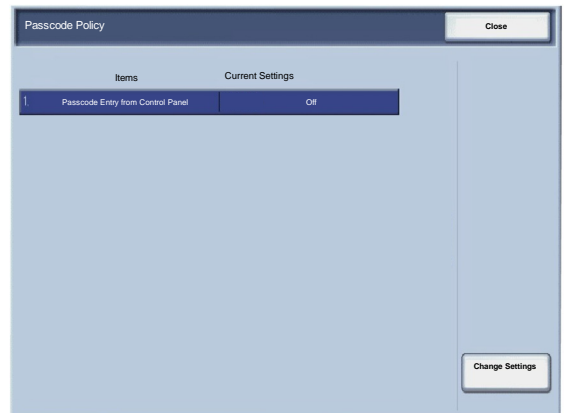 Passcode Policy Close
Items Current Settings
1. Passcode Entry from Control Panel Off
Change Settings